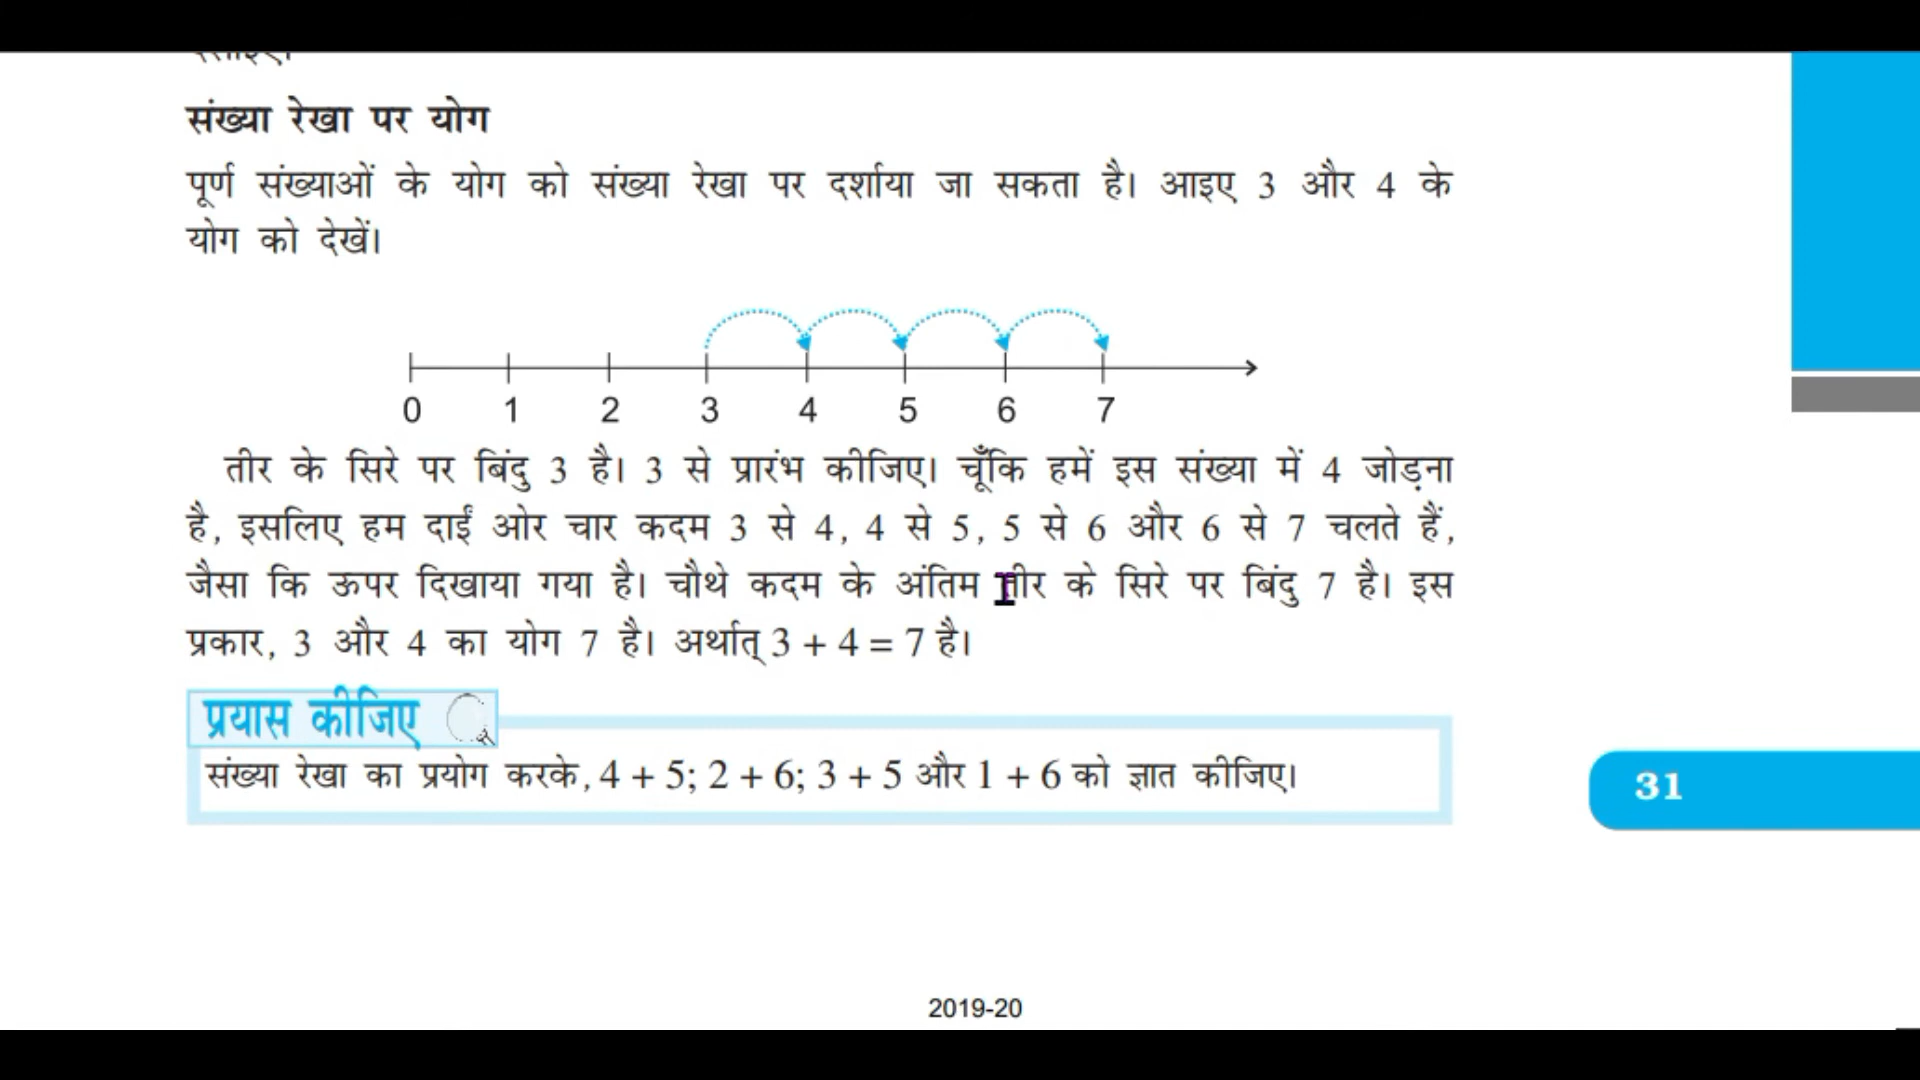 संख्या रेखा पर योग
पूर्ण संख्याओं के योग को संख्या रेखा पर दर्शाया जा सकता है। आइए 3 और 4 के
योग को देखें।
0 1 2 3 4 5 6 7
तीर के सिरे पर बिंदु 3 है। 3 से प्रारंभ कीजिए। चूँकि हमें इस संख्या में 4 जोड़ना
है, इसलिए हम दाईं ओर चार कदम 3 से 4, 4 से 5, 5 से 6 और 6 से 7 चलते हैं,
जैसा कि ऊपर दिखाया गया है। चौथे कदम के अंतिम तीर के सिरे पर बिंदु 7 है। इस
प्रकार, 3 और 4 का योग 7 है। अर्थात् 3 + 4 = 7 है।
प्रयास कीजिए
संख्या रेखा का प्रयोग करके, 4 + 5; 2 + 6; 3 + 5 और 1 + 6 को ज्ञात कीजिए।
31
2019-20